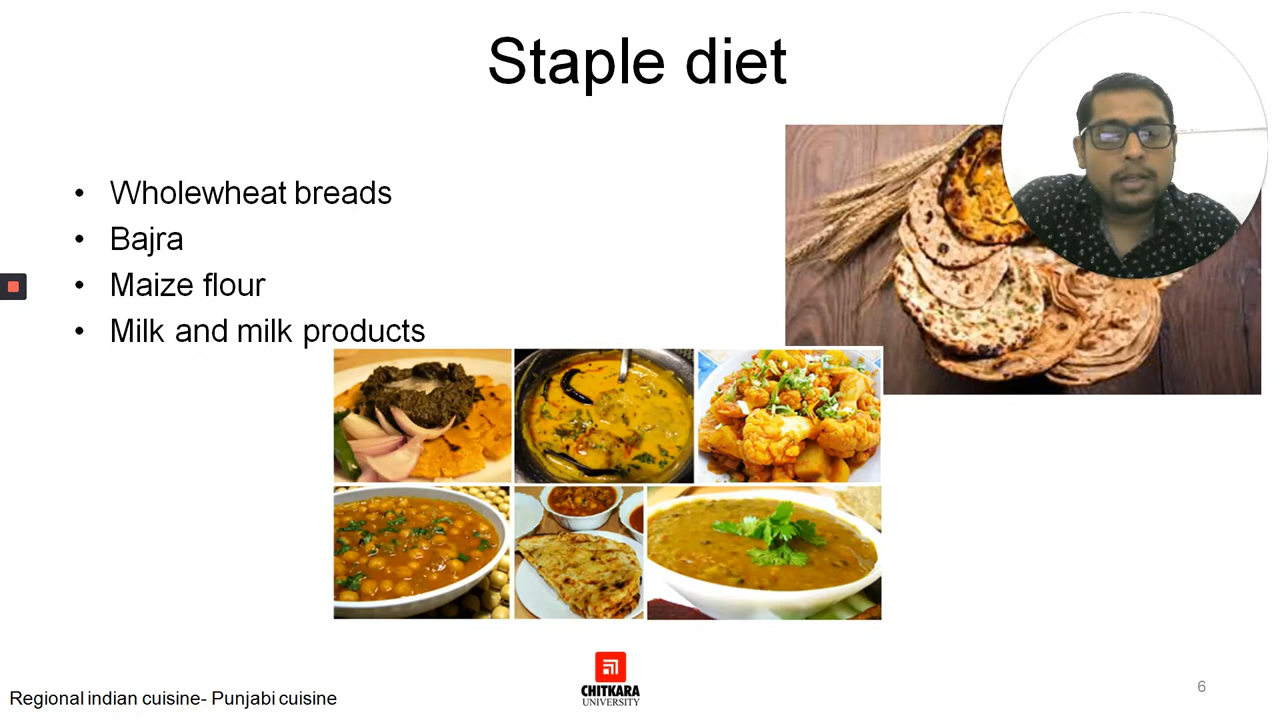 Staple diet
• Wholewheat breads
• Bajra
• Maize flour
• Milk and milk products
CHITKARA
UNIVERSITY
Regional indian cuisine- Punjabi cuisine
6